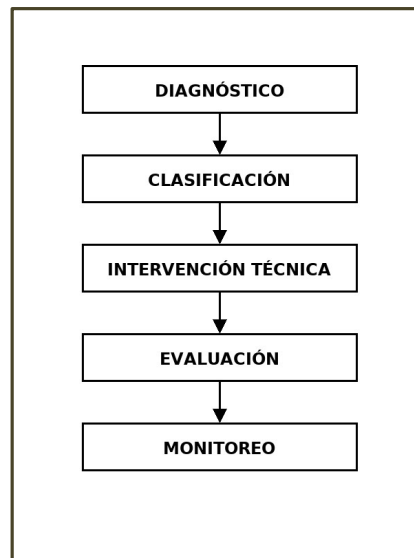 DIAGNÓSTICO
CLASIFICACIÓN
INTERVENCIÓN TÉCNICA
EVALUACIÓN
MONITOREO